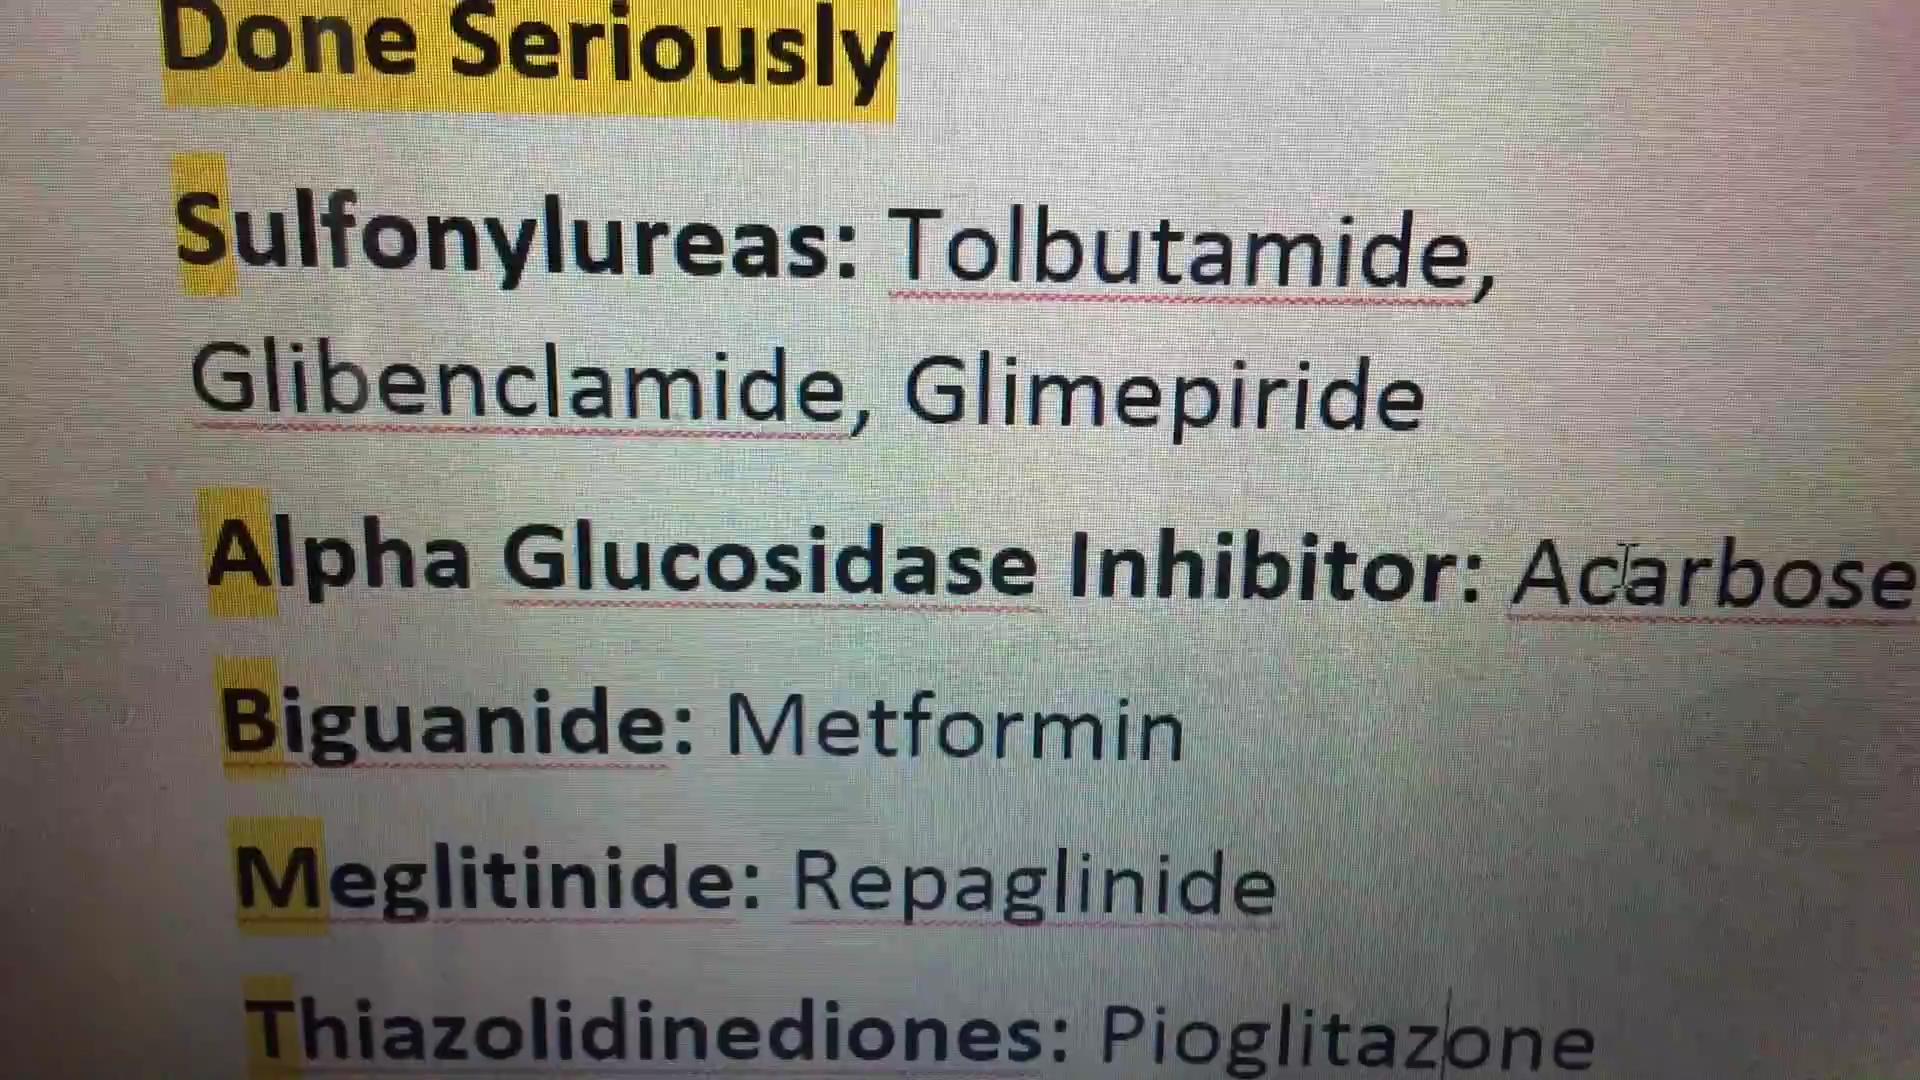 Done Seriously
Sulfonylureas: Tolbutamide,
Glibenclamide, Glimepiride
Alpha Glucosidase Inhibitor: Acarbose
Biguanide: Metformin
Meglitinide: Repaglinide
Thiazolidinediones: Pioglitazone